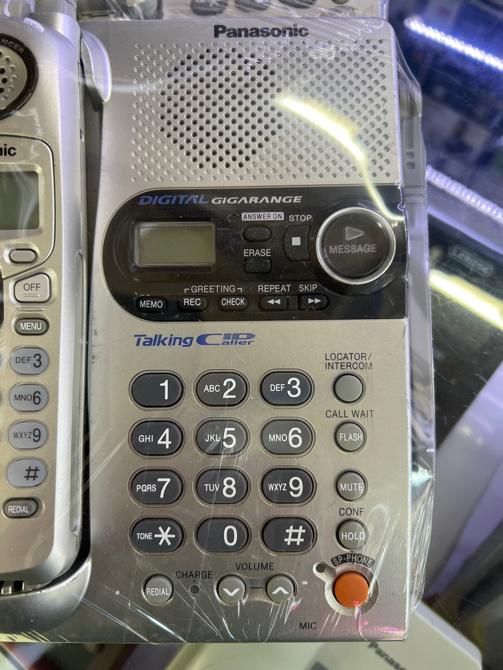 Panasonic
DIGITAL GIGARANGE
ANSWER ON STOP
MESSAGE
ERASE
GREETING REPEAT SKIP
MEMO REC CHECK
Talking Caller ID
LOCATOR/
INTERCOM
1 ABC 2 DEF 3
CALL WAIT
GHI 4 JKL 5 MNO 6 FLASH
PQRS 7 TUV 8 WXYZ 9 MUTE
CONF
TONE * 0 # HOLD
SP-PHONE
CHARGE VOLUME
REDIAL
MIC
nic
OFF
MENU
DEF 3
MNO 6
WXYZ 9
#
REDIAL
Panasonic